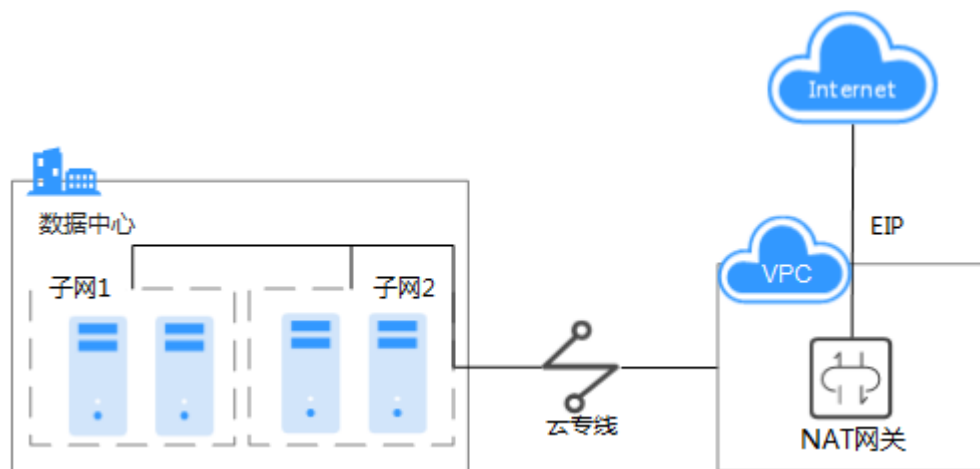 Internet
数据中心
EIP
子网1
子网2
VPC
云专线
NAT网关